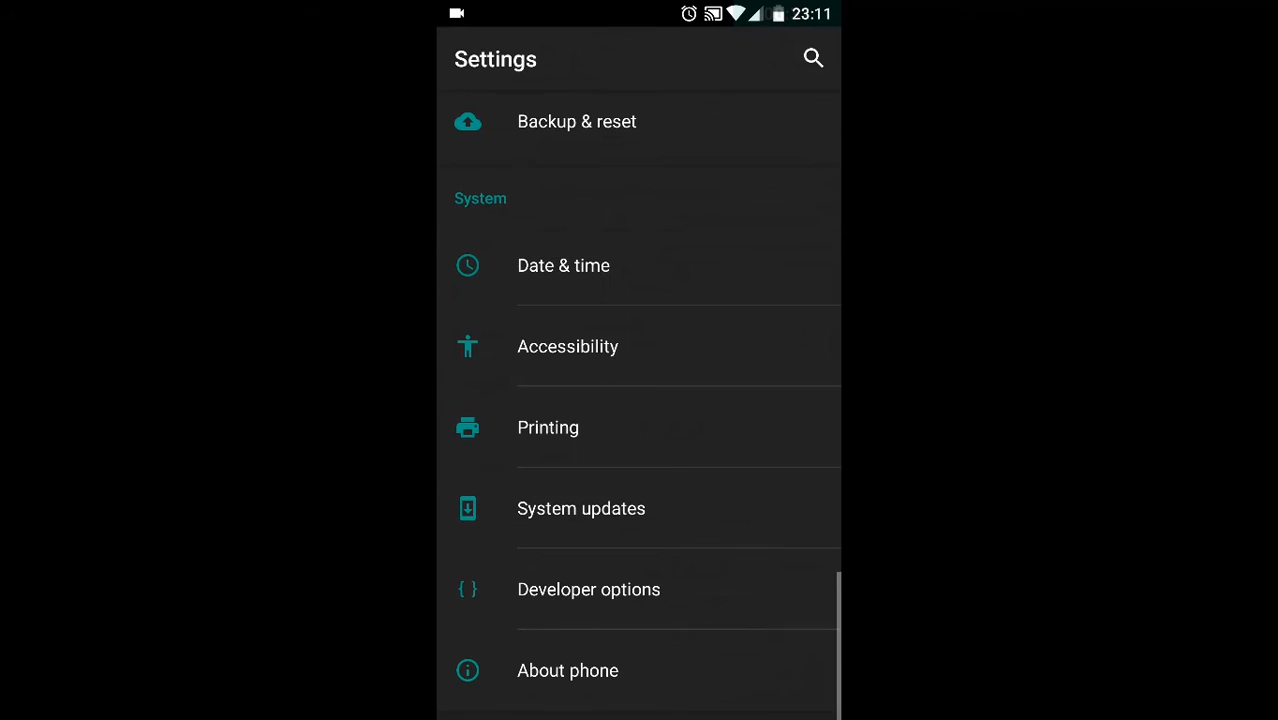 23:11
Settings
Backup & reset
System
Date & time
Accessibility
Printing
System updates
Developer options
About phone